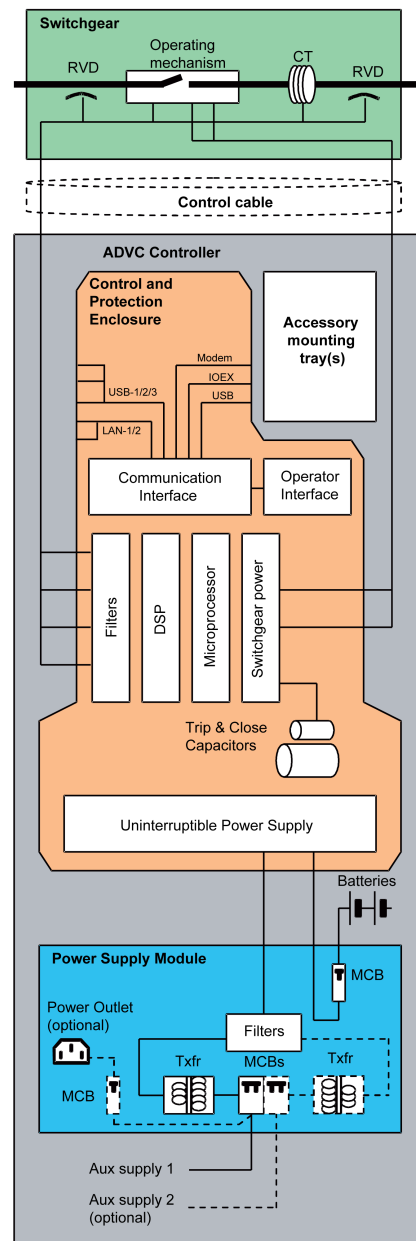 Switchgear
Operating
mechanism
RVD
CT
RVD
Control cable
ADVC Controller
Control and
Protection
Enclosure
Accessory
mounting
tray(s)
Modem
IOEX
USB-1/2/3
USB
LAN-1/2
Communication
Interface
Operator
Interface
Filters
DSP
Microprocessor
Switchgear power
Trip & Close
Capacitors
Uninterruptible Power Supply
Batteries
Power Supply Module
MCB
Power Outlet
(optional)
Filters
Txfr
MCBs
Txfr
MCB
Aux supply 1
Aux supply 2
(optional)